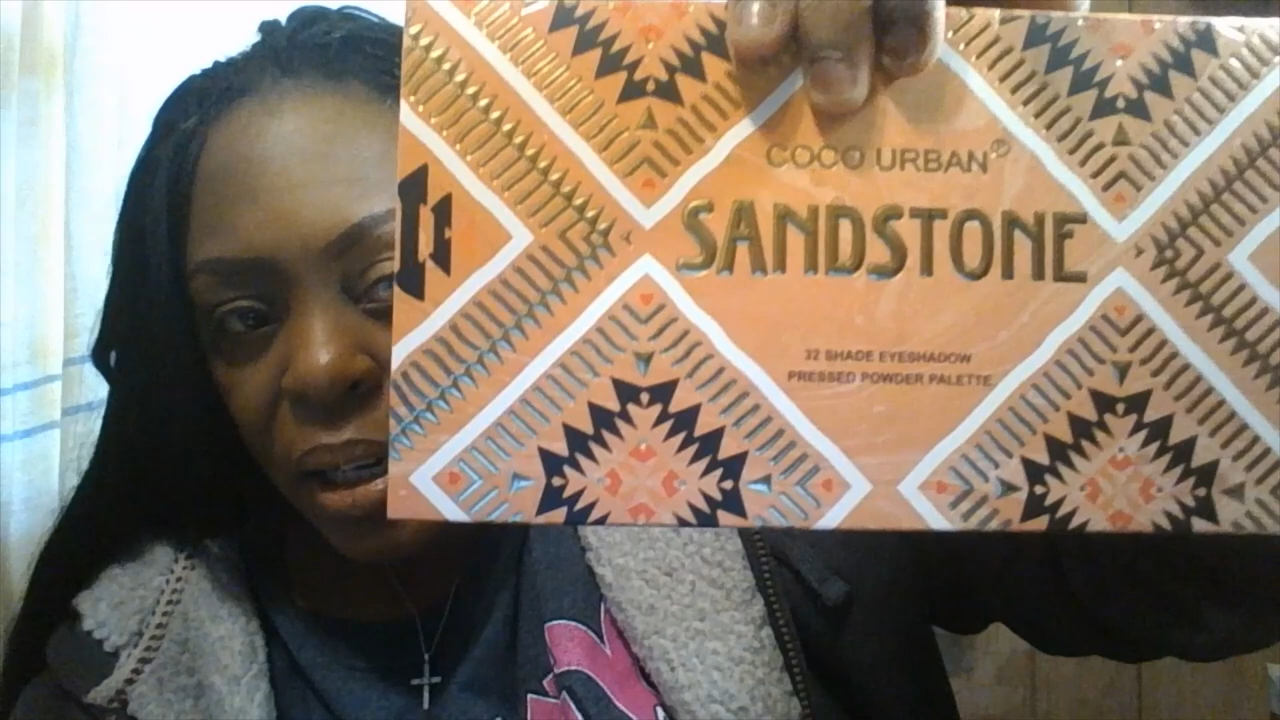 COCO URBAN®
SANDSTONE
32 SHADE EYESHADOW
PRESSED POWDER PALETTE